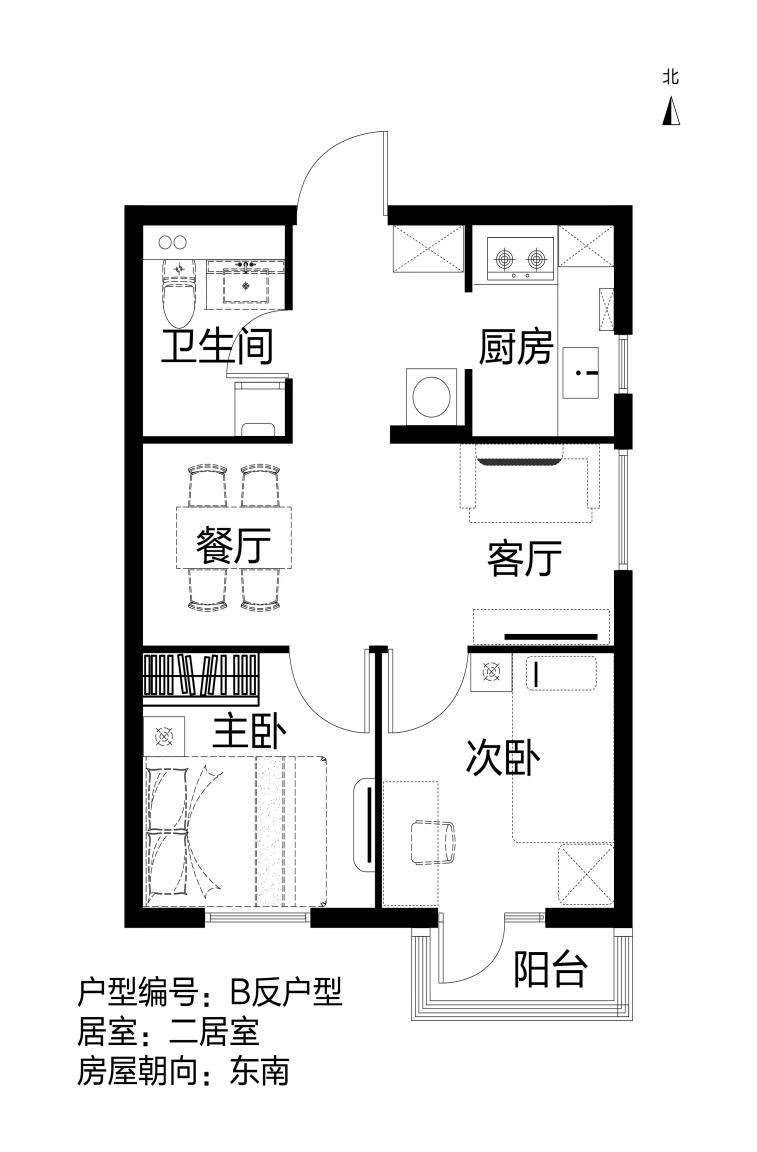 北
卫生间
厨房
餐厅
客厅
主卧
次卧
阳台
户型编号：B反户型
居室：二居室
房屋朝向：东南